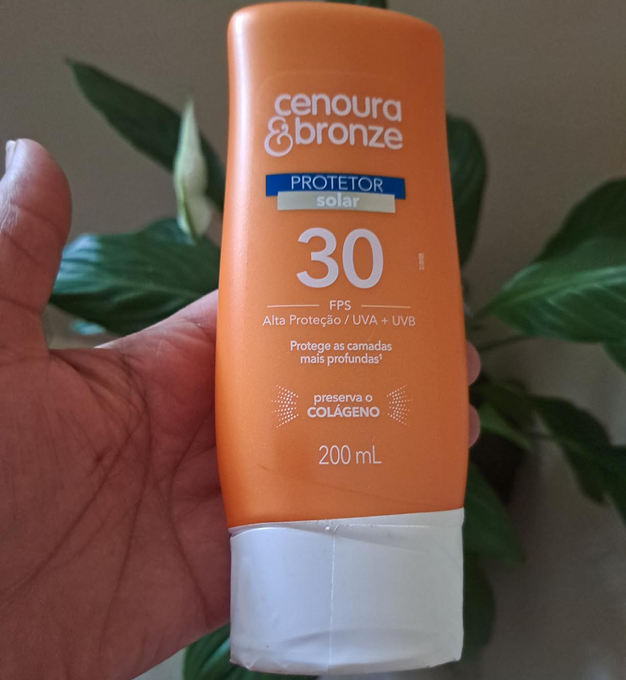 cenoura
&bronze
PROTETOR
solar
30
FPS
Alta Proteção / UVA + UVB
Protege as camadas
mais profundas¹
preserva o
COLÁGENO
200 mL